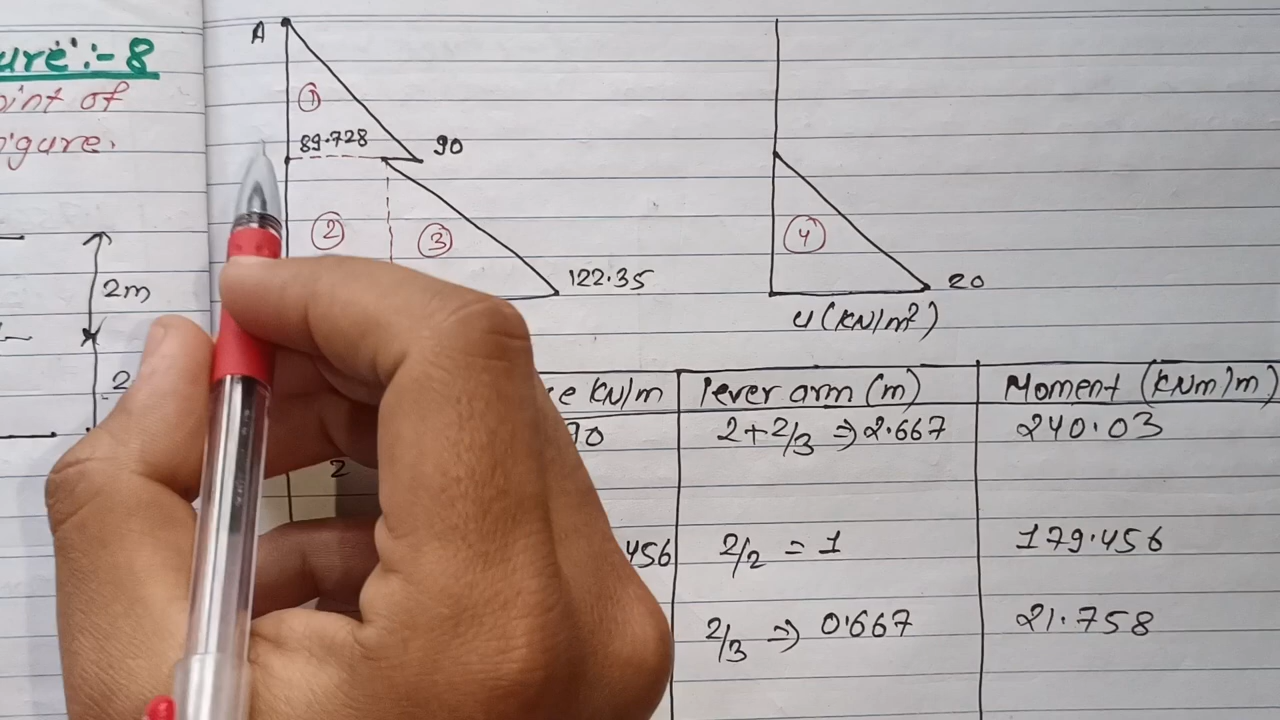 :- 8
oint of
igure.
2m
2
A
①
89.728
90
②
③
122.35
④
20
u (KN/m²)
2
KN/m lever arm (m) Moment (KNm/m)
90 2+2/3 ⇒ 2.667 240.03
456 2/2 = 1 179.456
2/3 ⇒ 0.667 21.758